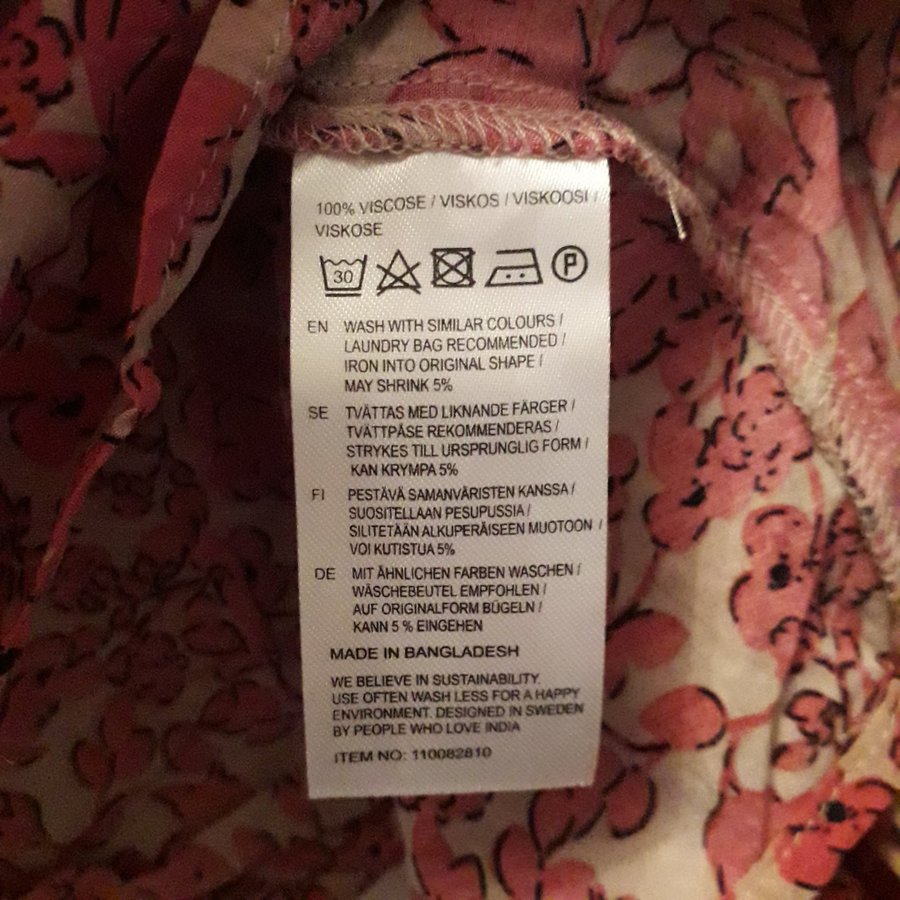 100% VISCOSE / VISKOS / VISKOOSI /
VISKOSE
30
P
EN WASH WITH SIMILAR COLOURS /
LAUNDRY BAG RECOMMENDED /
IRON INTO ORIGINAL SHAPE /
MAY SHRINK 5%
SE TVÄTTAS MED LIKNANDE FÄRGER /
TVÄTTPÅSE REKOMMENDERAS /
STRYKES TILL URSPRUNGLIG FORM /
KAN KRYMPA 5%
FI PESTÄVÄ SAMANVÄRISTEN KANSSA /
SUOSITELLAAN PESUPUSSIA /
SILITETÄÄN ALKUPERÄISEEN MUOTOON /
VOI KUTISTUA 5%
DE MIT ÄHNLICHEN FARBEN WASCHEN /
WÄSCHEBEUTEL EMPFOHLEN /
AUF ORIGINALFORM BÜGELN /
KANN 5 % EINGEHEN
MADE IN BANGLADESH
WE BELIEVE IN SUSTAINABILITY.
USE OFTEN WASH LESS FOR A HAPPY
ENVIRONMENT. DESIGNED IN SWEDEN
BY PEOPLE WHO LOVE INDIA
ITEM NO: 110082810